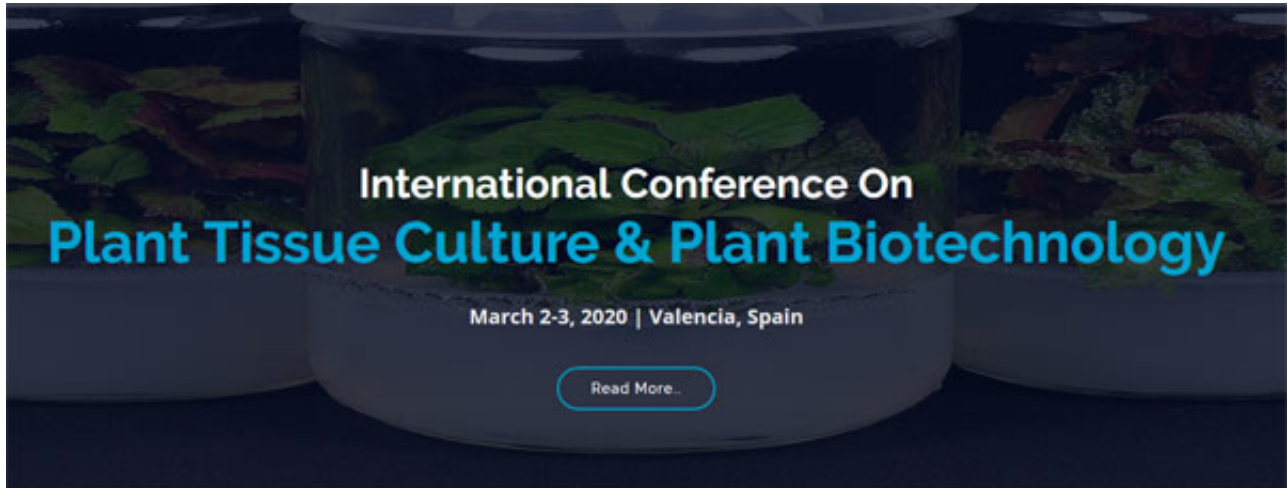 International Conference On
Plant Tissue Culture & Plant Biotechnology
March 2-3, 2020 | Valencia, Spain
Read More..